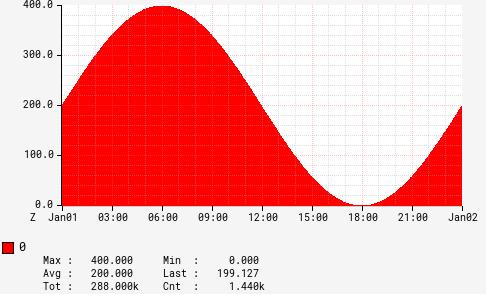 400.0
300.0
200.0
100.0
0.0
Z Jan01 03:00 06:00 09:00 12:00 15:00 18:00 21:00 Jan02
0
Max : 400.000 Min : 0.000
Avg : 200.000 Last : 199.127
Tot : 288.000k Cnt : 1.440k